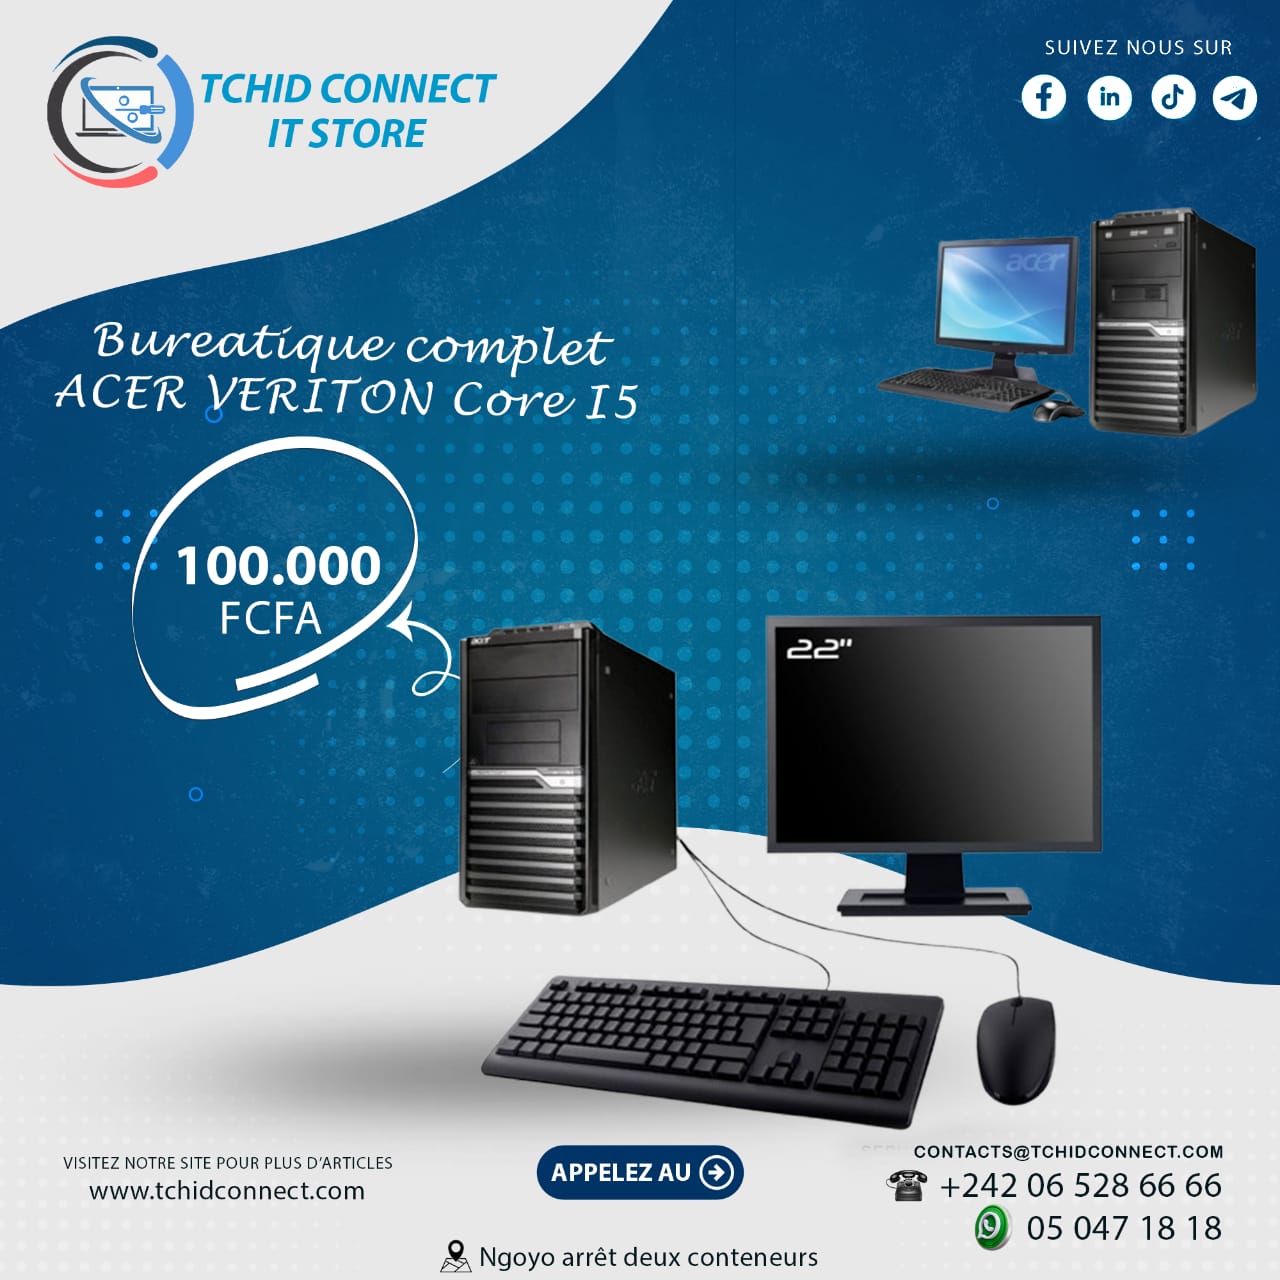 TCHID CONNECT
IT STORE
SUIVEZ NOUS SUR
acer
acer
Bureatique complet
ACER VERITON Core I5
100.000
FCFA
acer
22"
VISITEZ NOTRE SITE POUR PLUS D'ARTICLES
www.tchidconnect.com
APPELEZ AU
CONTACTS@TCHIDCONNECT.COM
+242 06 528 66 66
05 047 18 18
Ngoyo arrêt deux conteneurs